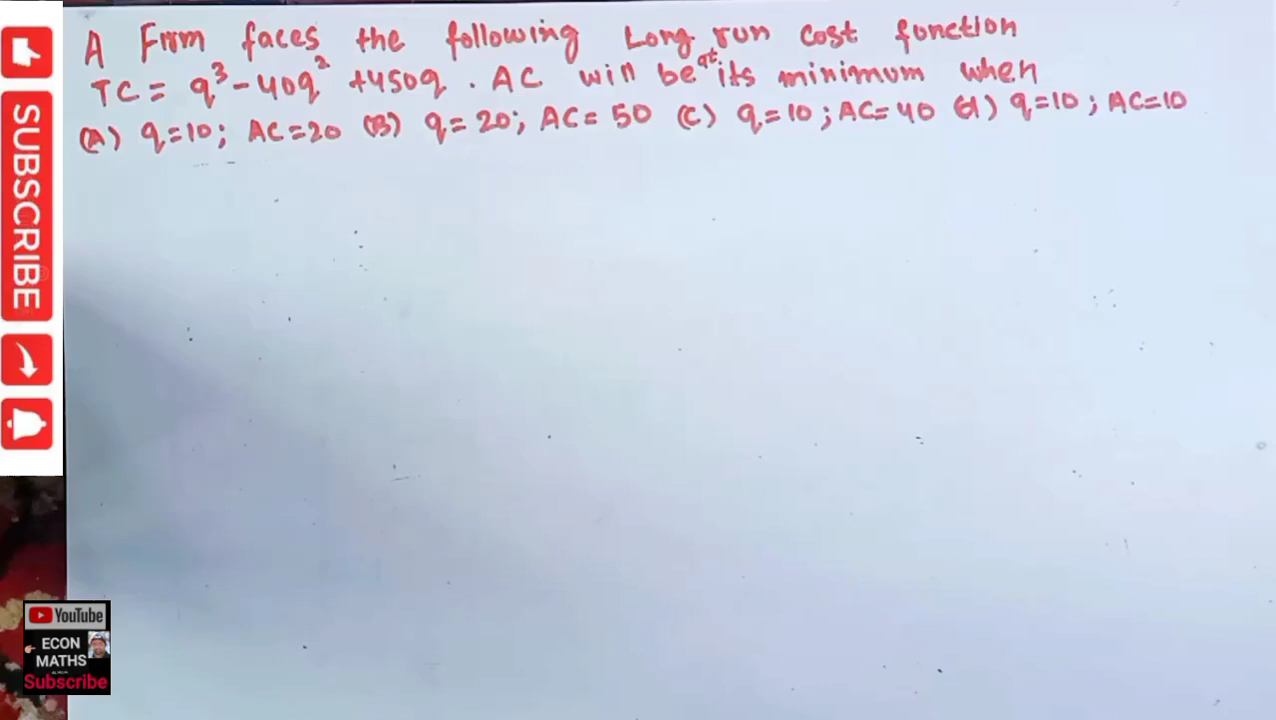 A Firm faces the following Long run cost function
TC = q³ - 40q² + 450q . AC will be at its minimum when
(A) q=10; AC=20 (B) q= 20; AC= 50 (C) q=10; AC=40 (d) q=10; AC=10
SUBSCRIBE
YouTube
ECON
MATHS
Subscribe